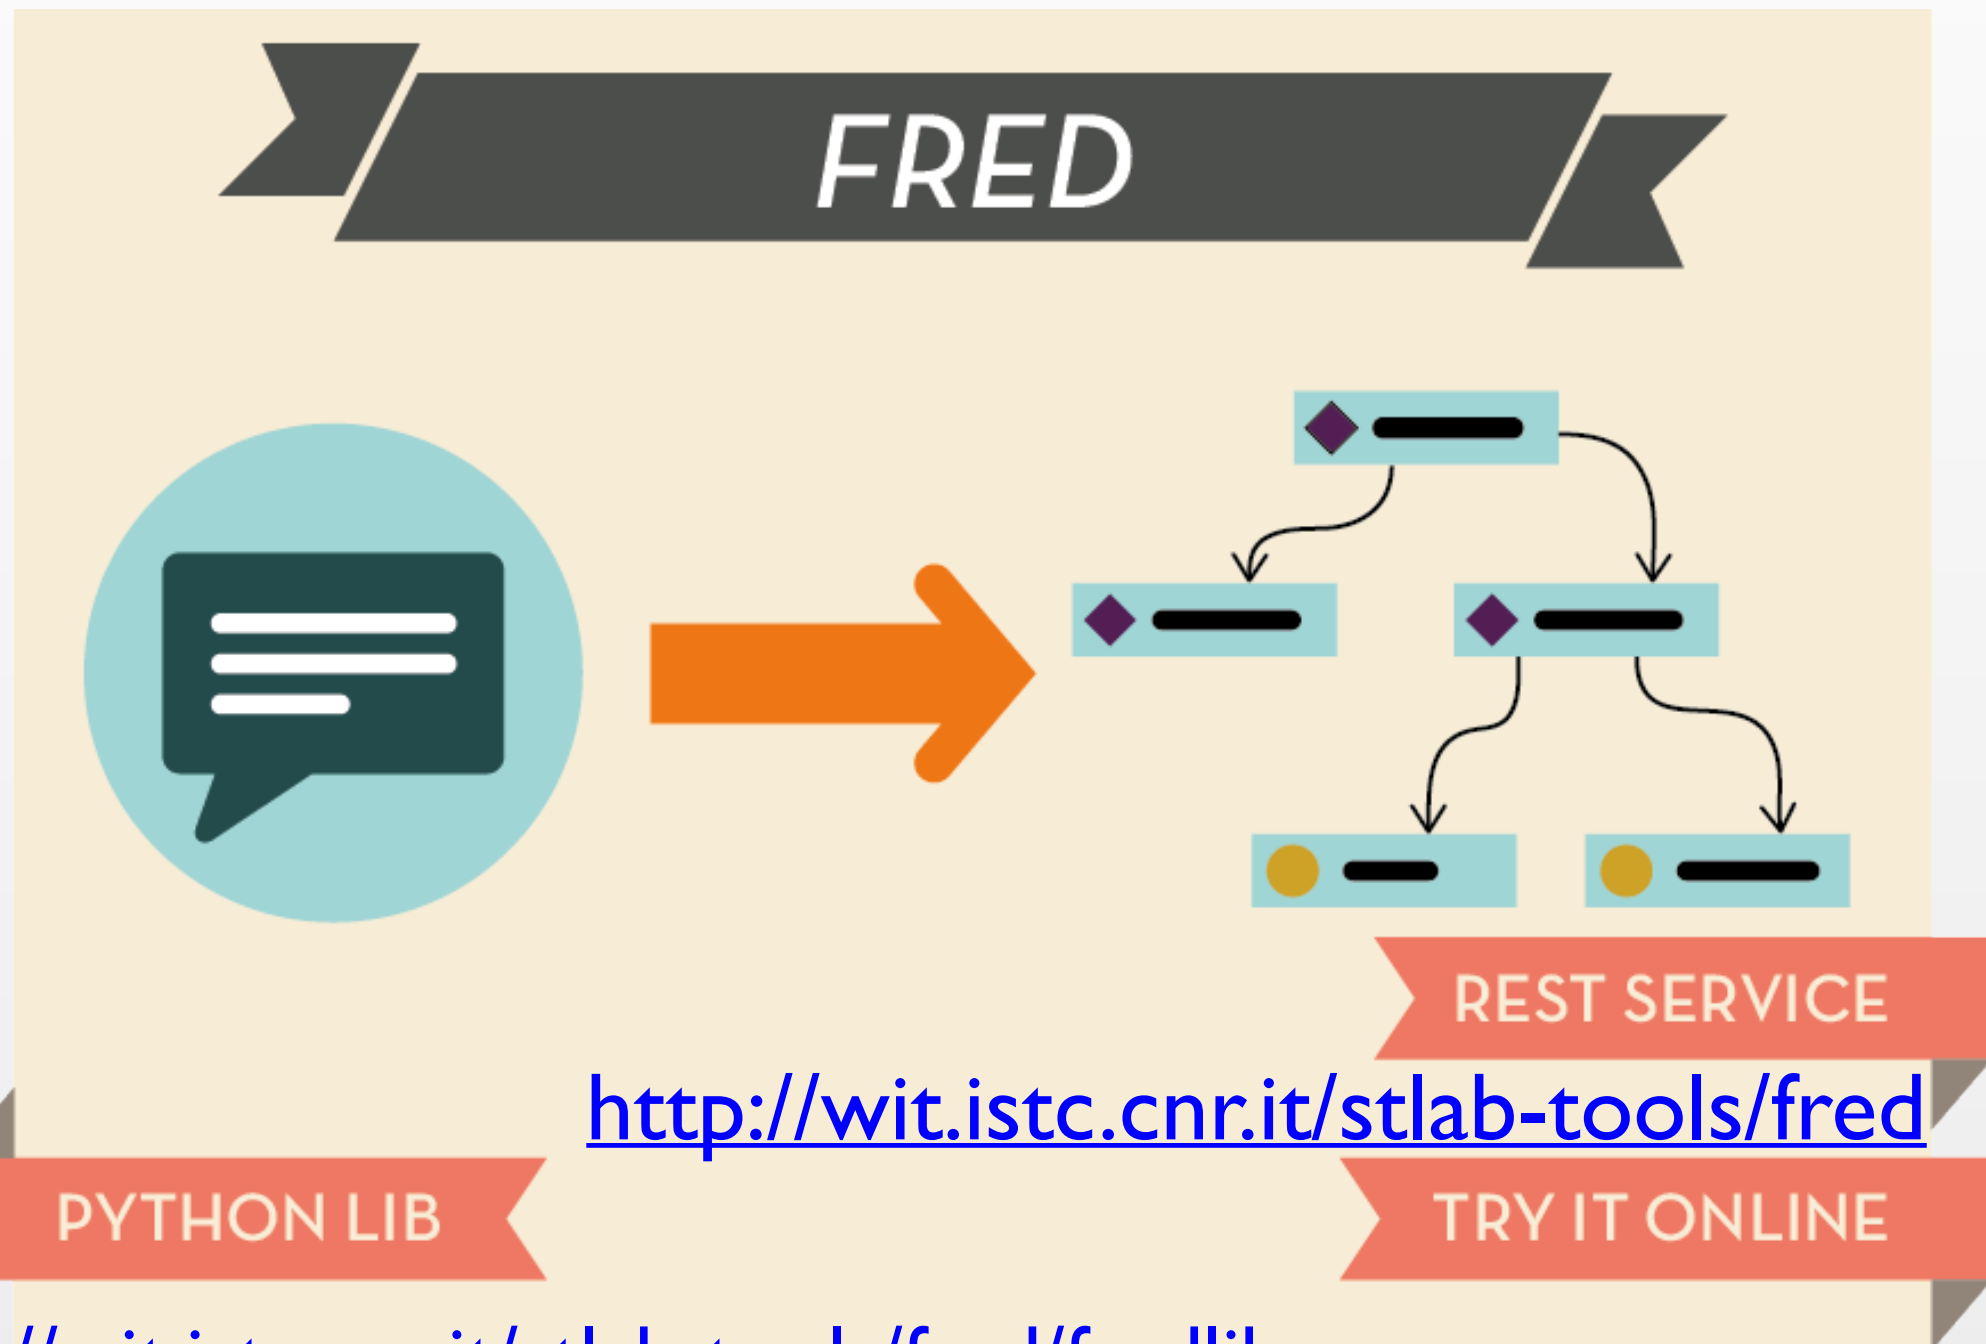 FRED
REST SERVICE
http://wit.istc.cnr.it/stlab-tools/fred
PYTHON LIB
TRY IT ONLINE